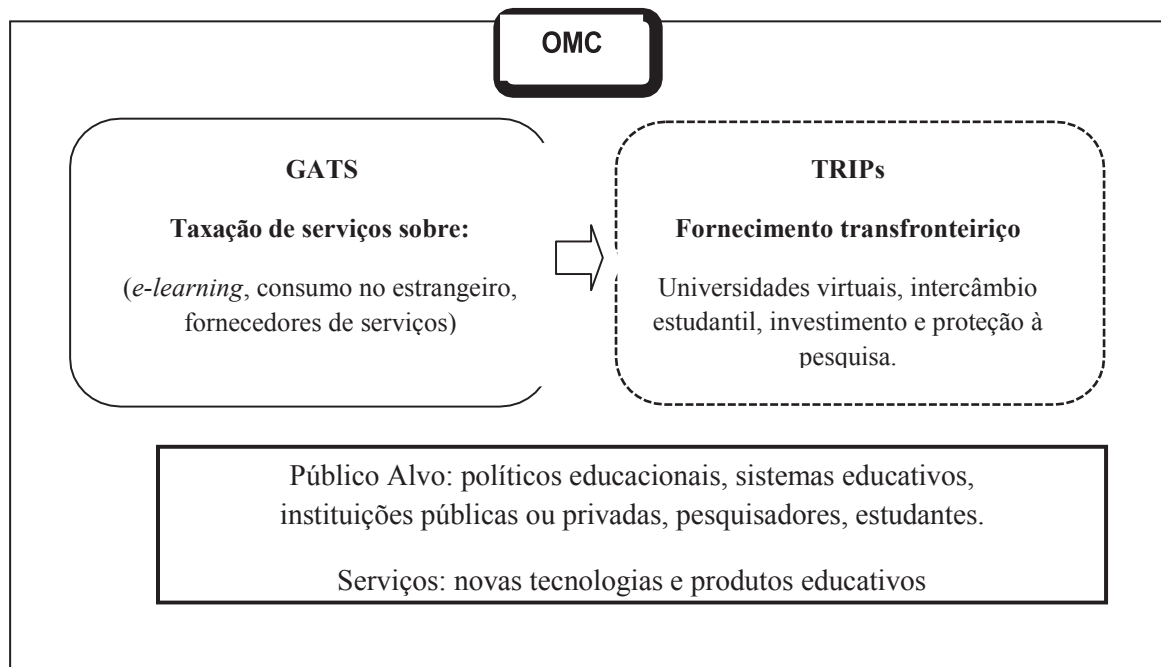 OMC
GATS
Taxação de serviços sobre:
(e-learning, consumo no estrangeiro,
fornecedores de serviços)
TRIPs
Fornecimento transfronteiriço
Universidades virtuais, intercâmbio
estudantil, investimento e proteção à
pesquisa.
Público Alvo: políticos educacionais, sistemas educativos,
instituições públicas ou privadas, pesquisadores, estudantes.
Serviços: novas tecnologias e produtos educativos